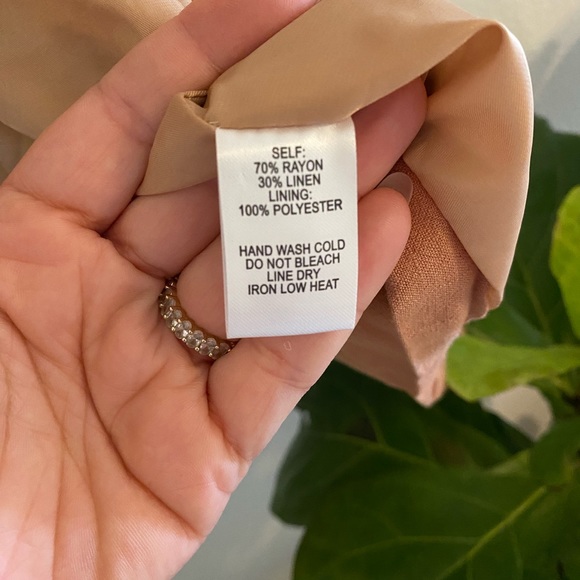 SELF:
70% RAYON
30% LINEN
LINING:
100% POLYESTER
HAND WASH COLD
DO NOT BLEACH
LINE DRY
IRON LOW HEAT